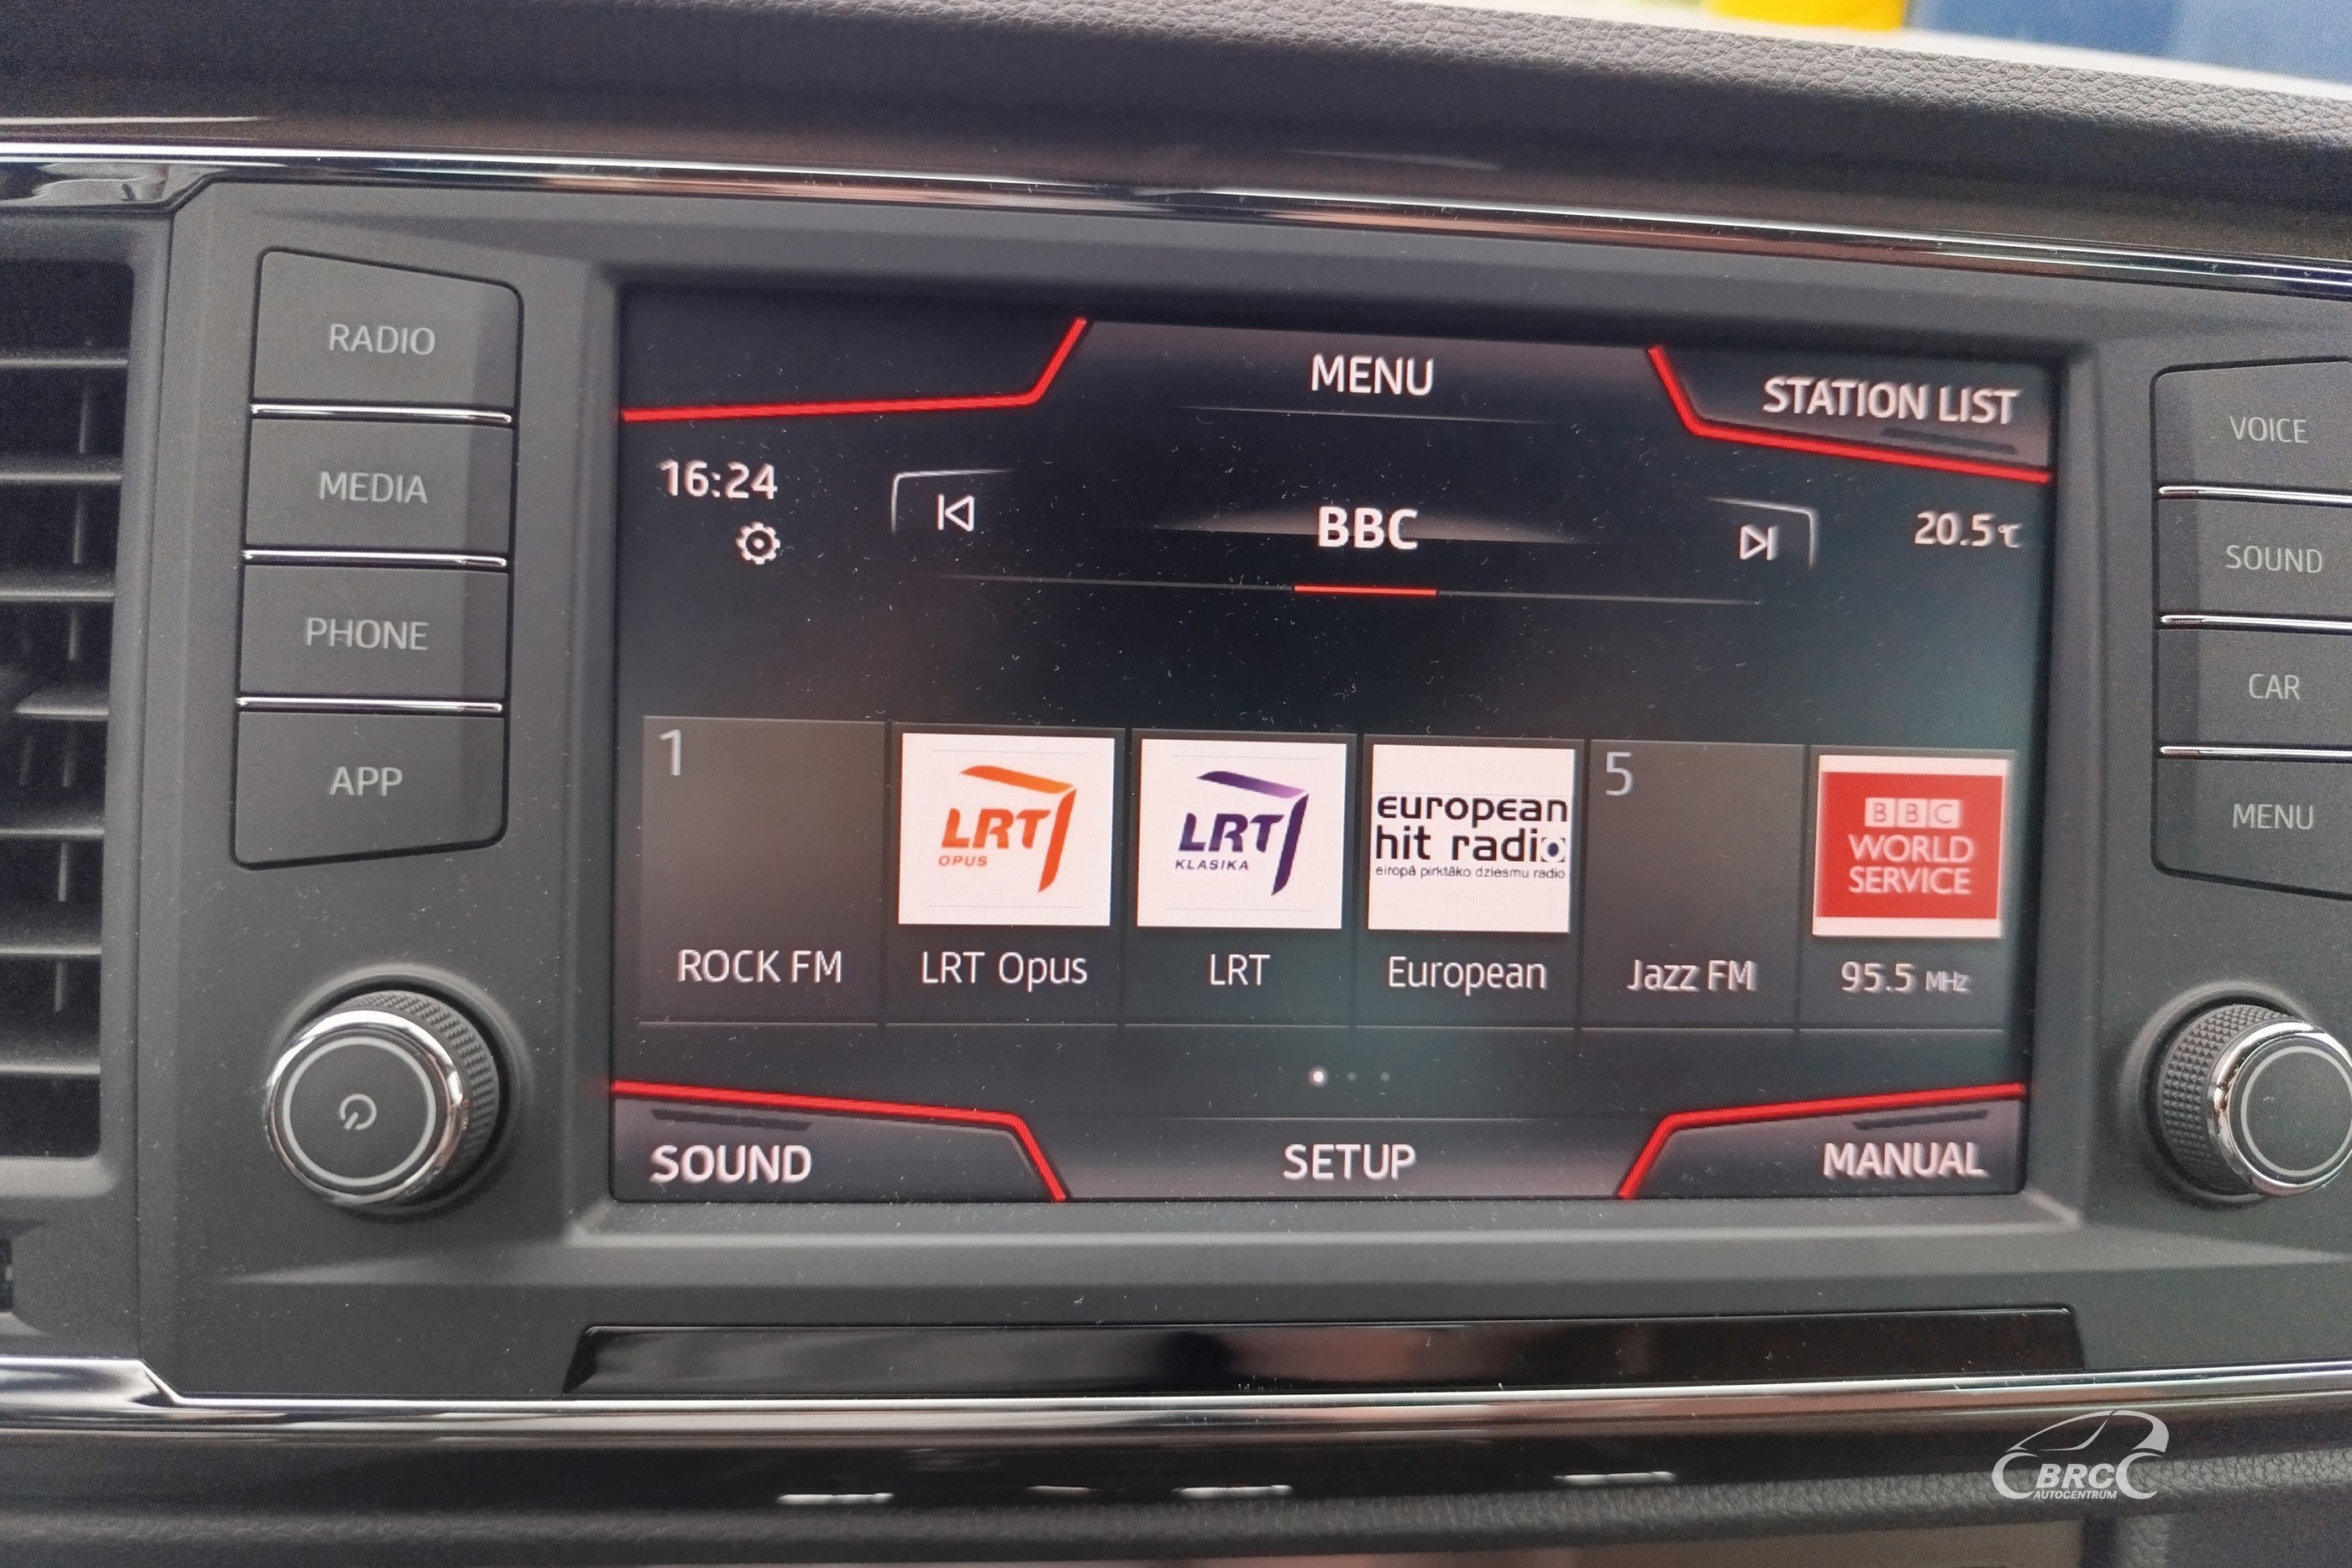 RADIO
MEDIA
PHONE
APP
MENU
STATION LIST
16:24
BBC
20.5°C
1
ROCK FM
LRT
OPUS
LRT Opus
LRT
KLASIKA
LRT
european
hit radio
eiropā pirktāko dziesmu radio
European
5
Jazz FM
BBC
WORLD
SERVICE
95.5 MHz
SOUND
SETUP
MANUAL
VOICE
SOUND
CAR
MENU
BRC
AUTOCENTRUM